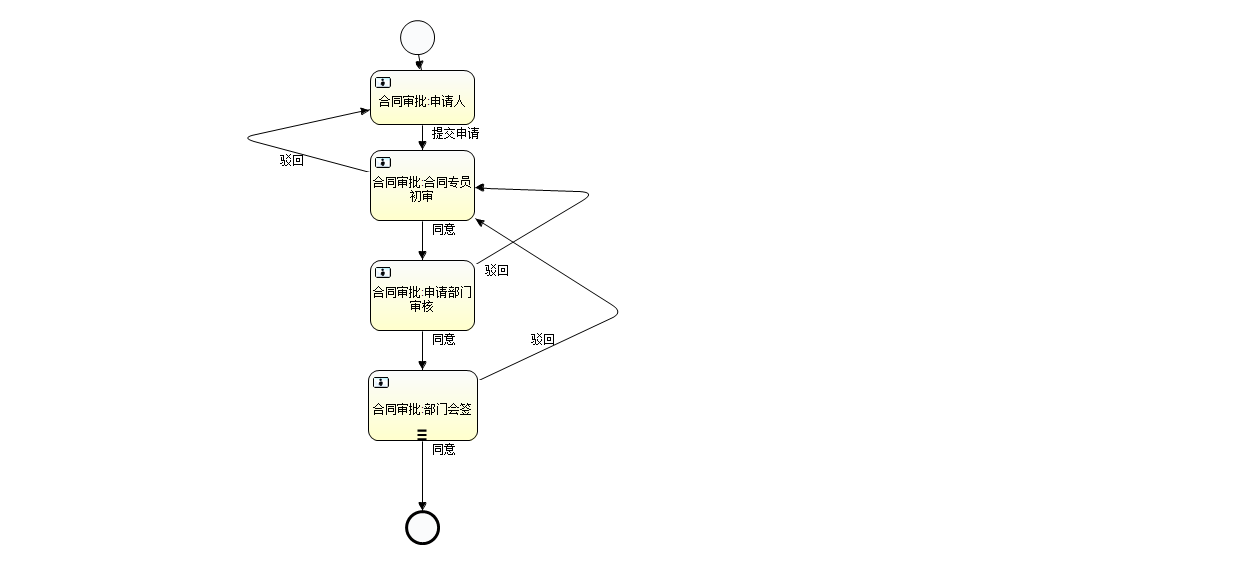 合同审批:申请人
提交申请
驳回
合同审批:合同专员
初审
同意
驳回
合同审批:申请部门
审核
同意
驳回
合同审批:部门会签
同意